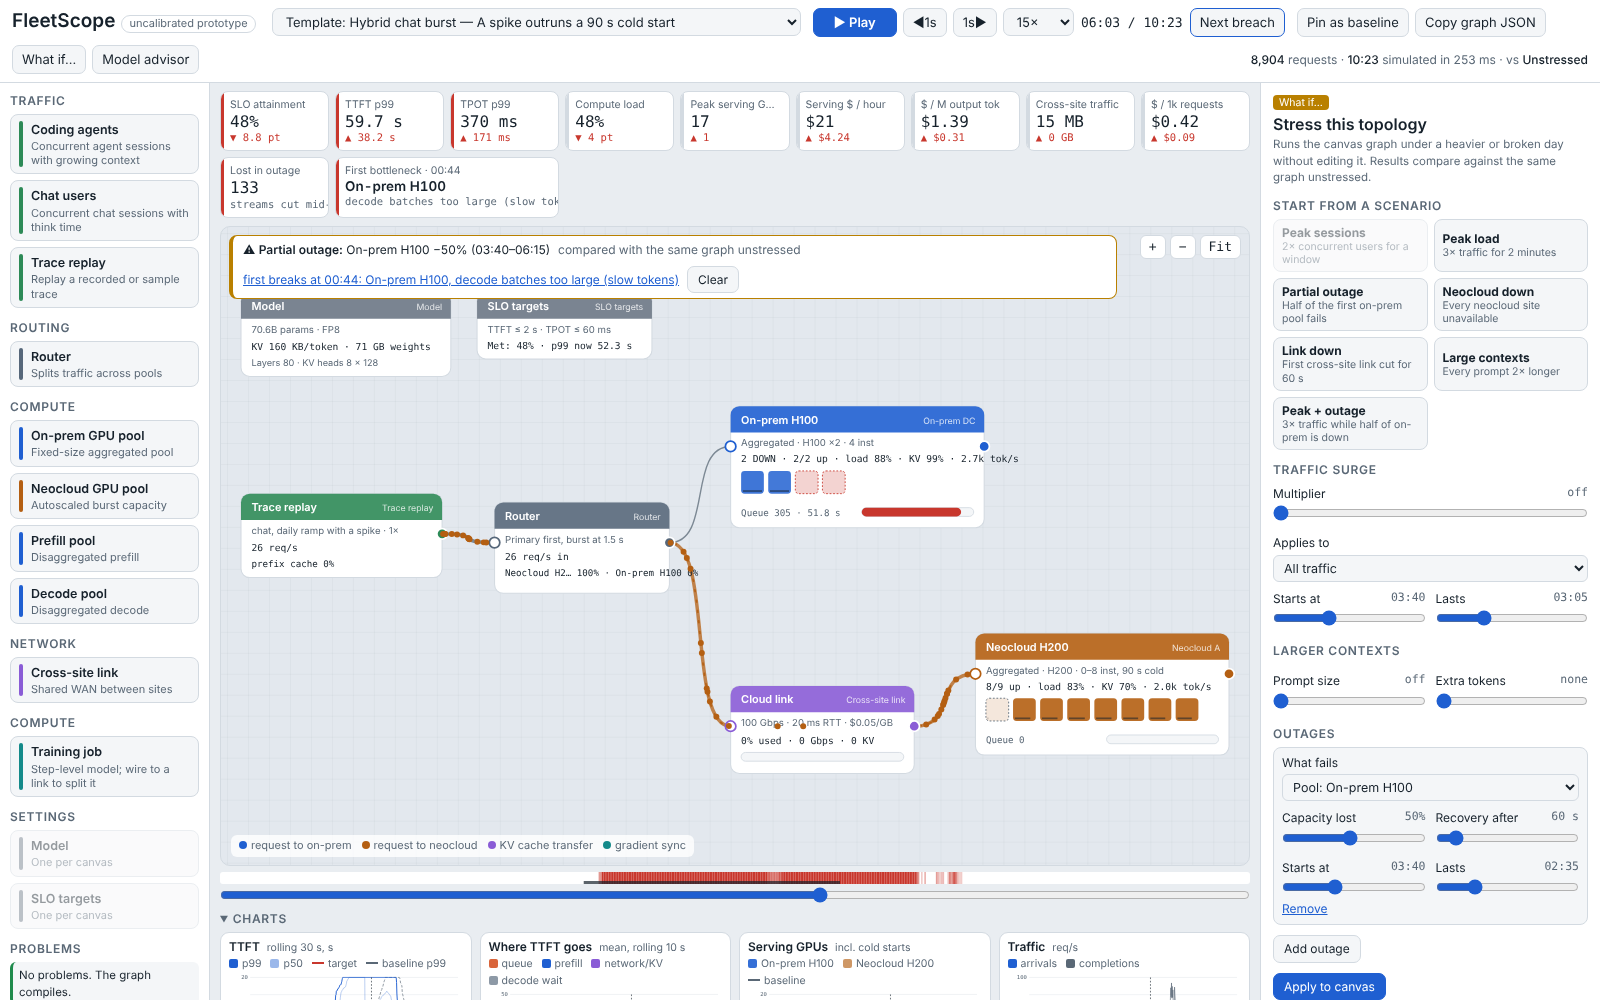 FleetScope
uncalibrated prototype
Template: Hybrid chat burst — A spike outruns a 90 s cold start
▶ Play
◀1s
1s▶
15×
06:03 / 10:23
Next breach
Pin as baseline
Copy graph JSON
What if...
Model advisor
8,904 requests · 10:23 simulated in 253 ms · vs Unstressed
TRAFFIC
Coding agents
Concurrent agent sessions
with growing context
Chat users
Concurrent chat sessions with
think time
Trace replay
Replay a recorded or sample
trace
ROUTING
Router
Splits traffic across pools
COMPUTE
On-prem GPU pool
Fixed-size aggregated pool
Neocloud GPU pool
Autoscaled burst capacity
Prefill pool
Disaggregated prefill
Decode pool
Disaggregated decode
NETWORK
Cross-site link
Shared WAN between sites
COMPUTE
Training job
Step-level model; wire to a
link to split it
SETTINGS
Model
One per canvas
SLO targets
One per canvas
PROBLEMS
No problems. The graph
compiles.
SLO attainment
48%
▼ 8.8 pt
TTFT p99
59.7 s
▲ 38.2 s
TPOT p99
370 ms
▲ 171 ms
Compute load
48%
▼ 4 pt
Peak serving G...
17
▲ 1
Serving $ / hour
$21
▲ $4.24
$ / M output tok
$1.39
▲ $0.31
Cross-site traffic
15 MB
▲ 0 GB
$ / 1k requests
$0.42
▲ $0.09
Lost in outage
133
streams cut mid-
First bottleneck · 00:44
On-prem H100
decode batches too large (slow tok
⚠ Partial outage: On-prem H100 −50% (03:40–06:15) compared with the same graph unstressed
first breaks at 00:44: On-prem H100, decode batches too large (slow tokens)
Clear
+
−
Fit
Model
Model
70.6B params · FP8
KV 160 KB/token · 71 GB weights
Layers 80 · KV heads 8 × 128
SLO targets
SLO targets
TTFT ≤ 2 s · TPOT ≤ 60 ms
Met: 48% · p99 now 52.3 s
On-prem H100
On-prem DC
Aggregated · H100 ×2 · 4 inst
2 DOWN · 2/2 up · load 88% · KV 99% · 2.7k tok/s
Queue 305 · 51.8 s
Trace replay
Trace replay
chat, daily ramp with a spike · 1×
26 req/s
prefix cache 0%
Router
Router
Primary first, burst at 1.5 s
26 req/s in
Neocloud H2… 100% · On-prem H100 0%
Neocloud H200
Neocloud A
Aggregated · H200 · 0–8 inst, 90 s cold
8/9 up · load 83% · KV 70% · 2.0k tok/s
Queue 0
Cloud link
Cross-site link
100 Gbps · 20 ms RTT · $0.05/GB
0% used · 0 Gbps · 0 KV
request to on-prem
request to neocloud
KV cache transfer
gradient sync
▼ CHARTS
TTFT rolling 30 s, s
p99
p50
target
baseline p99
20
Where TTFT goes mean, rolling 10 s
queue
prefill
network/KV
decode wait
50
Serving GPUs incl. cold starts
On-prem H100
Neocloud H200
baseline
20
Traffic req/s
arrivals
completions
100
What if...
Stress this topology
Runs the canvas graph under a heavier or broken day
without editing it. Results compare against the same
graph unstressed.
START FROM A SCENARIO
Peak sessions
2× concurrent users for a
window
Peak load
3× traffic for 2 minutes
Partial outage
Half of the first on-prem
pool fails
Neocloud down
Every neocloud site
unavailable
Link down
First cross-site link cut for
60 s
Large contexts
Every prompt 2× longer
Peak + outage
3× traffic while half of on-
prem is down
TRAFFIC SURGE
Multiplier
off
Applies to
All traffic
Starts at
03:40
Lasts
03:05
LARGER CONTEXTS
Prompt size
off
Extra tokens
none
OUTAGES
What fails
Pool: On-prem H100
Capacity lost
50%
Recovery after
60 s
Starts at
03:40
Lasts
02:35
Remove
Add outage
Apply to canvas